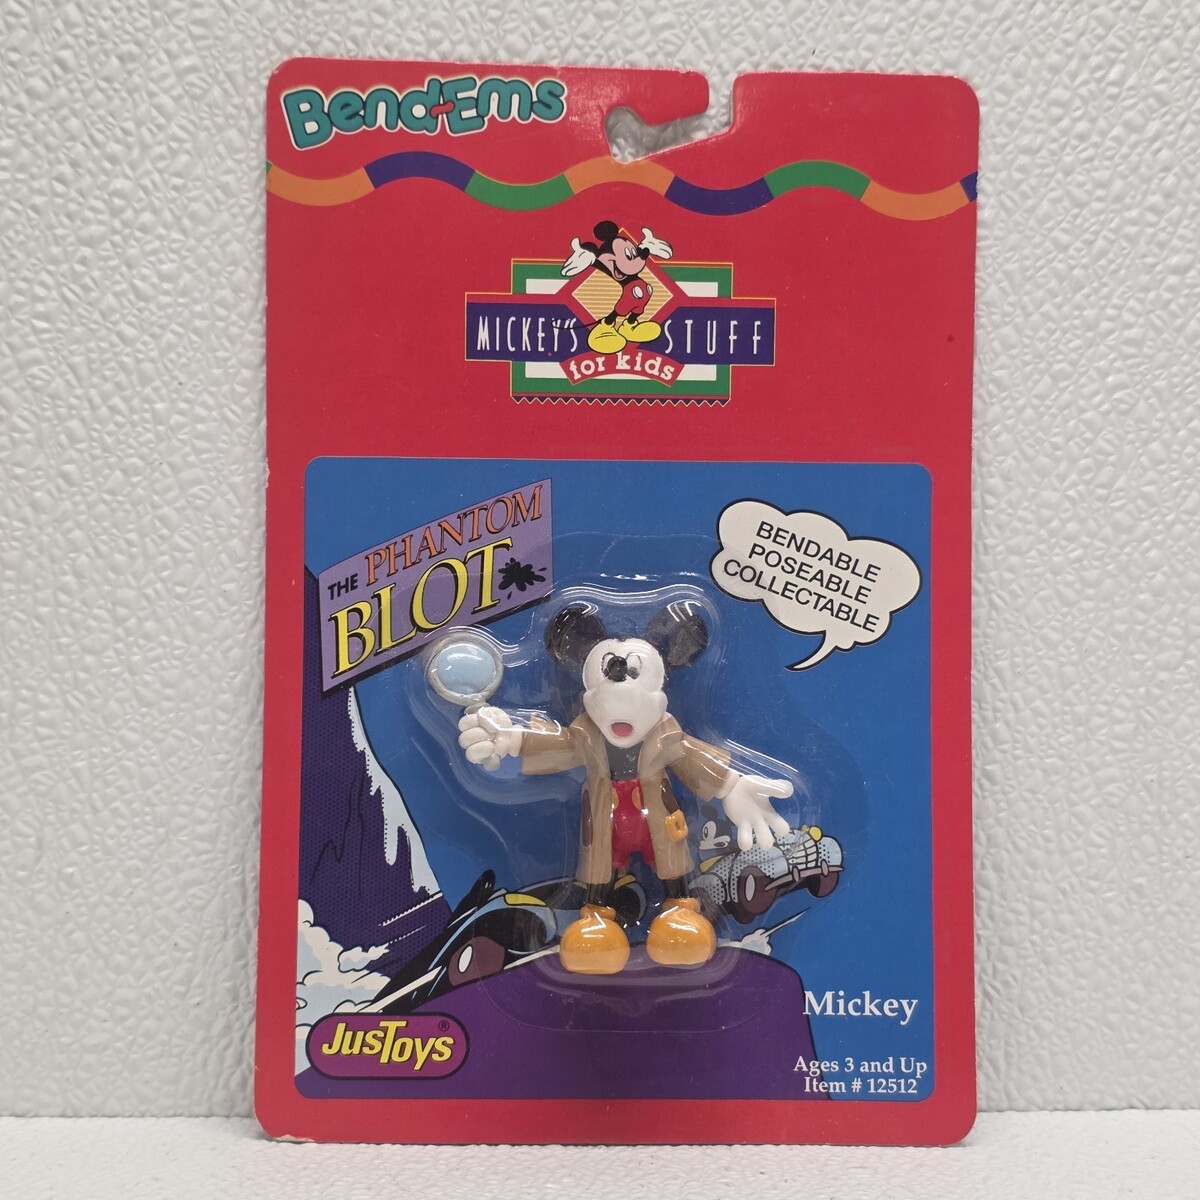 Bend-Ems™
MICKEY'S STUFF
for kids
THE PHANTOM
BLOT
BENDABLE
POSEABLE
COLLECTABLE
JusToys®
Mickey
Ages 3 and Up
Item # 12512